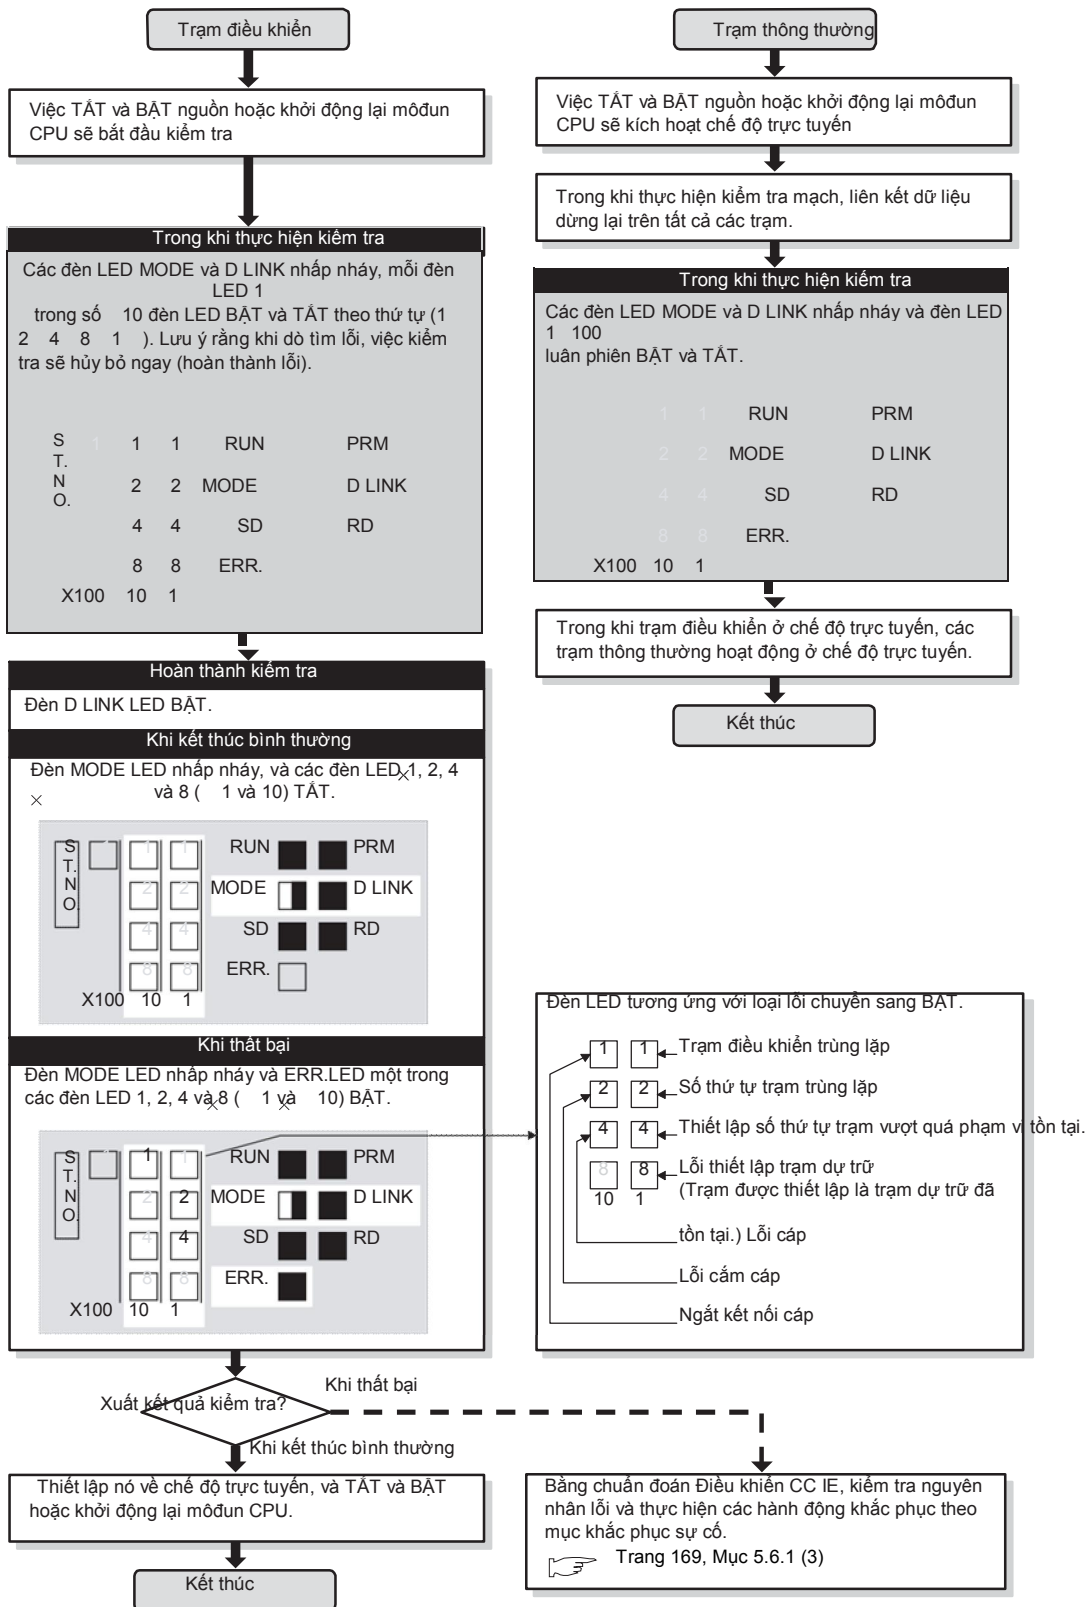 Trạm điều khiển
Việc TẮT và BẬT nguồn hoặc khởi động lại môđun
CPU sẽ bắt đầu kiểm tra
Trong khi thực hiện kiểm tra
Các đèn LED MODE và D LINK nhấp nháy, mỗi đèn
LED 1
trong số 10 đèn LED BẬT và TẮT theo thứ tự (1
2 4 8 1 ). Lưu ý rằng khi dò tìm lỗi, việc kiểm
tra sẽ hủy bỏ ngay (hoàn thành lỗi).
S T. N O.
1 1 1 RUN PRM
2 2 MODE D LINK
4 4 SD RD
8 8 ERR.
X100 10 1
Hoàn thành kiểm tra
Đèn D LINK LED BẬT.
Khi kết thúc bình thường
Đèn MODE LED nhấp nháy, và các đèn LED× 1, 2, 4
× và 8 ( 1 và 10) TẮT.
S T. N O.
1 1 1 RUN PRM
2 2 MODE D LINK
4 4 SD RD
8 8 ERR.
X100 10 1
Khi thất bại
Đèn MODE LED nhấp nháy và ERR.LED một trong
các đèn LED 1, 2, 4 và× 8 ( 1 và× 10) BẬT.
S T. N O.
1 1 1 RUN PRM
2 2 MODE D LINK
4 4 SD RD
8 8 ERR.
X100 10 1
Xuất kết quả kiểm tra?
Khi thất bại
Khi kết thúc bình thường
Thiết lập nó về chế độ trực tuyến, và TẮT và BẬT
hoặc khởi động lại môđun CPU.
Kết thúc
Trạm thông thường
Việc TẮT và BẬT nguồn hoặc khởi động lại môđun
CPU sẽ kích hoạt chế độ trực tuyến
Trong khi thực hiện kiểm tra mạch, liên kết dữ liệu
dừng lại trên tất cả các trạm.
Trong khi thực hiện kiểm tra
Các đèn LED MODE và D LINK nhấp nháy và đèn LED
1 100
luân phiên BẬT và TẮT.
1 1 RUN PRM
2 2 MODE D LINK
4 4 SD RD
8 8 ERR.
X100 10 1
Trong khi trạm điều khiển ở chế độ trực tuyến, các
trạm thông thường hoạt động ở chế độ trực tuyến.
Kết thúc
Đèn LED tương ứng với loại lỗi chuyển sang BẬT.
1 1 Trạm điều khiển trùng lặp
2 2 Số thứ tự trạm trùng lặp
4 4 Thiết lập số thứ tự trạm vượt quá phạm vi tồn tại.
8 8 Lỗi thiết lập trạm dự trữ
10 1 (Trạm được thiết lập là trạm dự trữ đã
tồn tại.) Lỗi cáp
Lỗi cắm cáp
Ngắt kết nối cáp
Bằng chuẩn đoán Điều khiển CC IE, kiểm tra nguyên
nhân lỗi và thực hiện các hành động khắc phục theo
mục khắc phục sự cố.
Trang 169, Mục 5.6.1 (3)